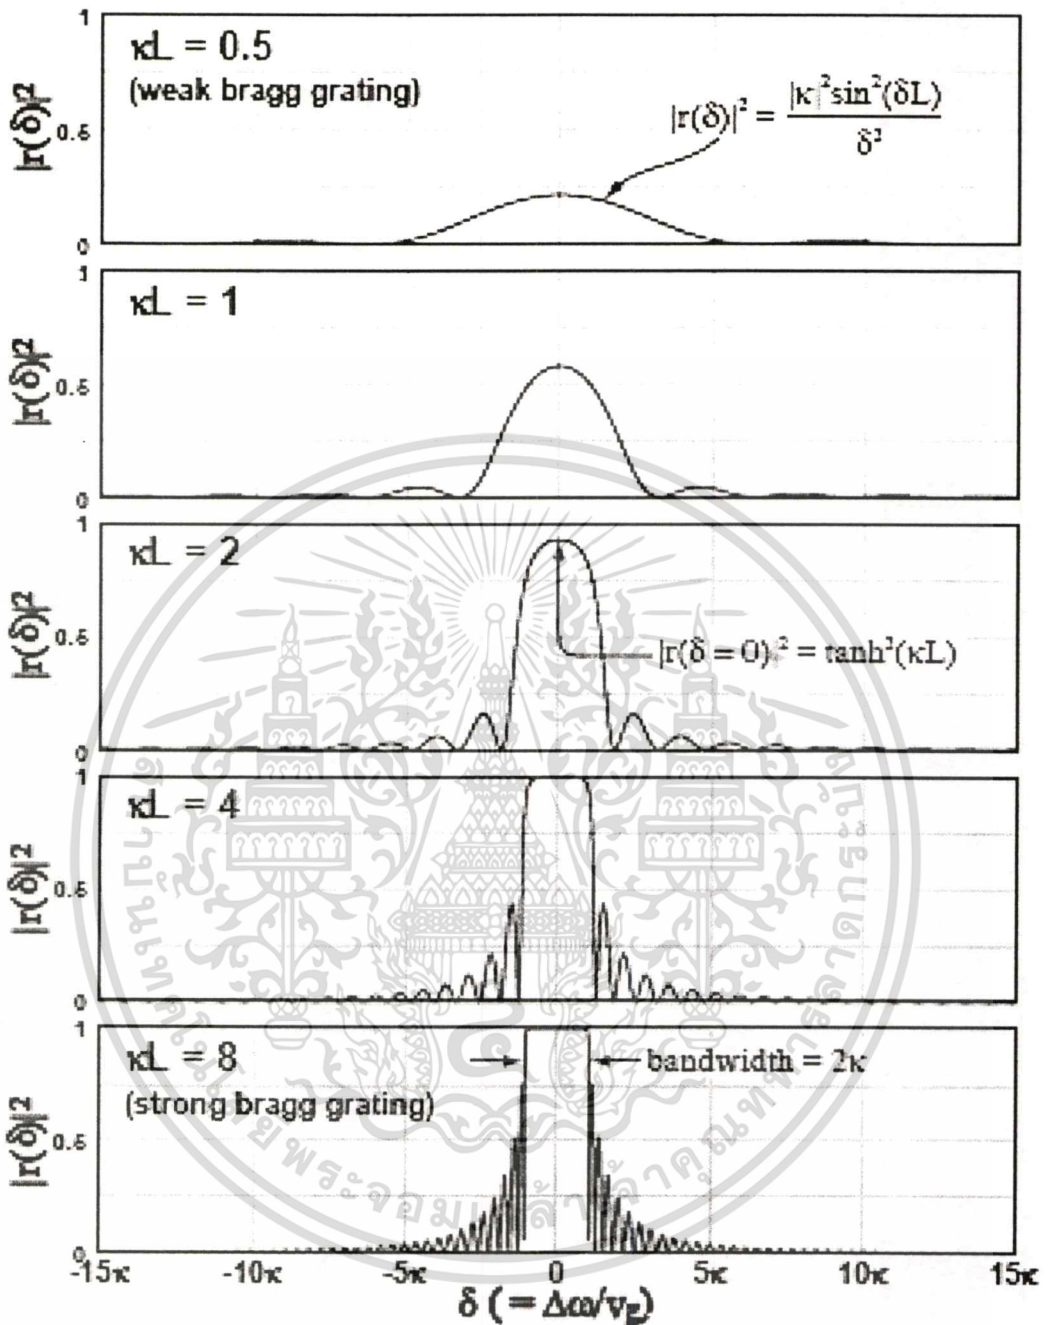 κL = 0.5
(weak bragg grating)
|r(δ)|² = |κ|²sin²(δL) / δ²
|r(δ)|²
1
0.5
0
κL = 1
|r(δ)|²
1
0.5
0
κL = 2
|r(δ = 0)|² = tanh²(κL)
|r(δ)|²
1
0.5
0
κL = 4
|r(δ)|²
1
0.5
0
κL = 8
(strong bragg grating)
bandwidth = 2κ
|r(δ)|²
1
0.5
0
-15κ -10κ -5κ 0 5κ 10κ 15κ
δ ( = Δω/vg)